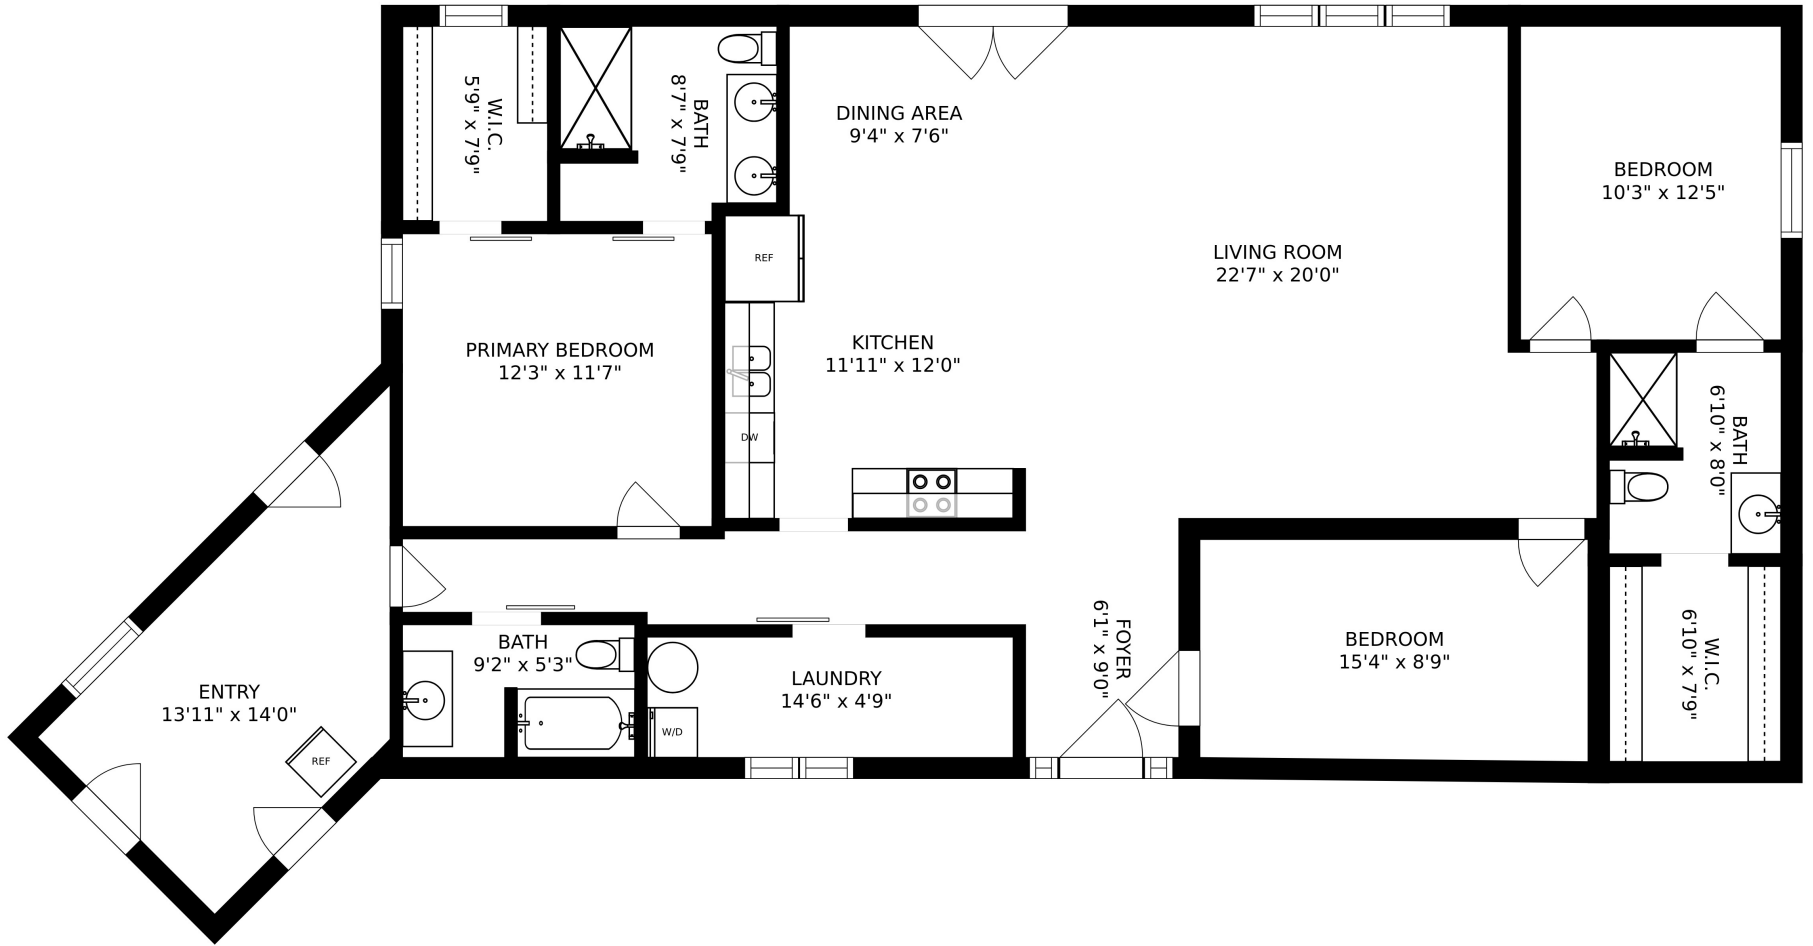 W.I.C.
5'9" x 7'9"
BATH
8'7" x 7'9"
DINING AREA
9'4" x 7'6"
BEDROOM
10'3" x 12'5"
LIVING ROOM
22'7" x 20'0"
REF
PRIMARY BEDROOM
12'3" x 11'7"
KITCHEN
11'11" x 12'0"
DW
BATH
6'10" x 8'0"
BATH
9'2" x 5'3"
LAUNDRY
14'6" x 4'9"
W/D
FOYER
6'1" x 9'0"
BEDROOM
15'4" x 8'9"
W.I.C.
6'10" x 7'9"
ENTRY
13'11" x 14'0"
REF